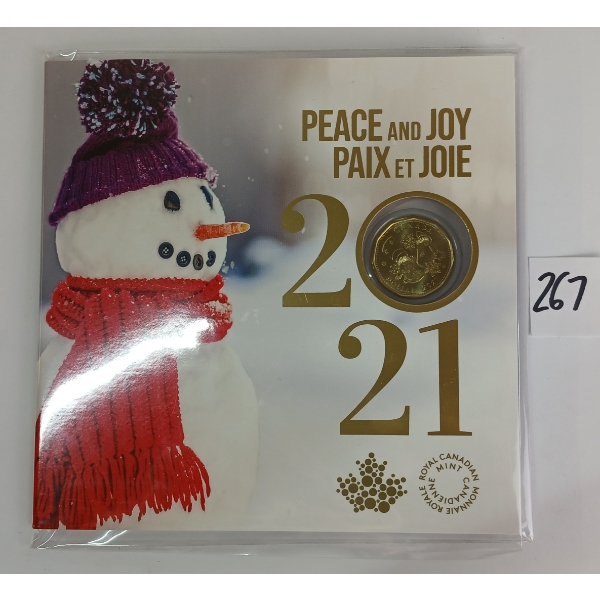 PEACE AND JOY
PAIX ET JOIE
20
21
267
ROYAL CANADIAN MINT
MONNAIE ROYALE CANADIENNE